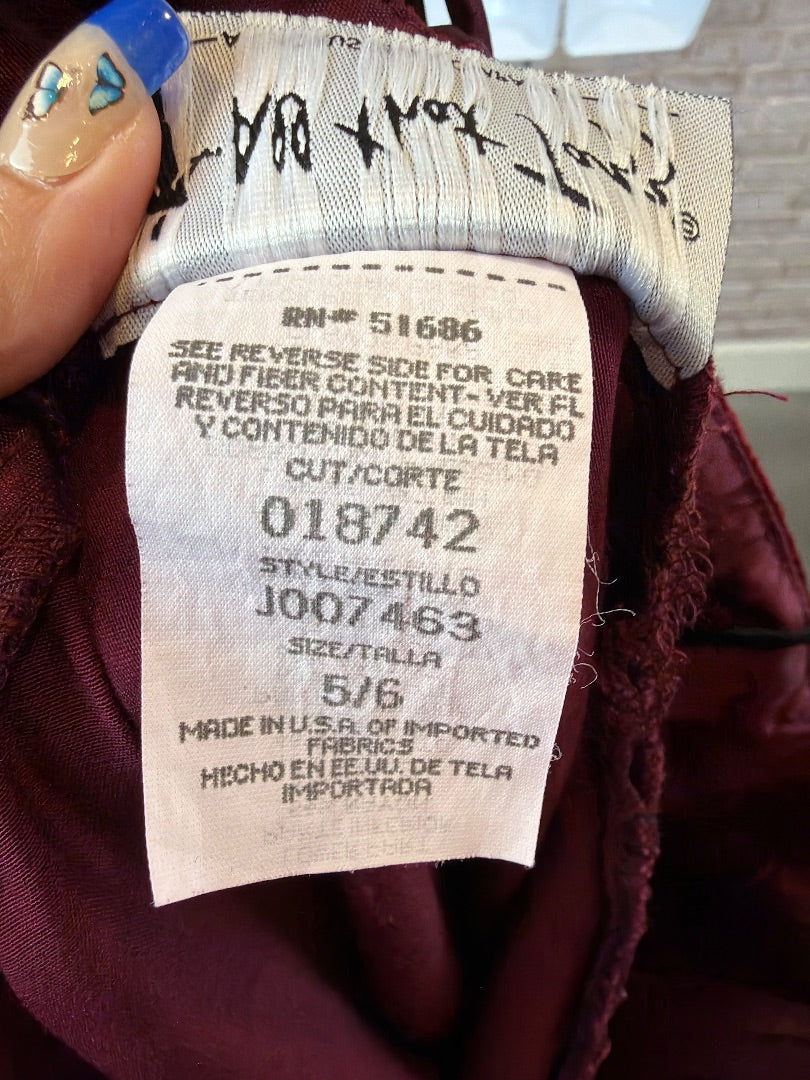 RN# 51686
SEE REVERSE SIDE FOR CARE
AND FIBER CONTENT- VER FL
REVERSO PARA EL CUIDADO
Y CONTENIDO DE LA TELA
CUT/CORTE
018742
STYLE/ESTILLO
J007463
SIZE/TALLA
5/6
MADE IN U.S.A. OF IMPORTED
FABRICS
HECHO EN EE.UU. DE TELA
IMPORTADA